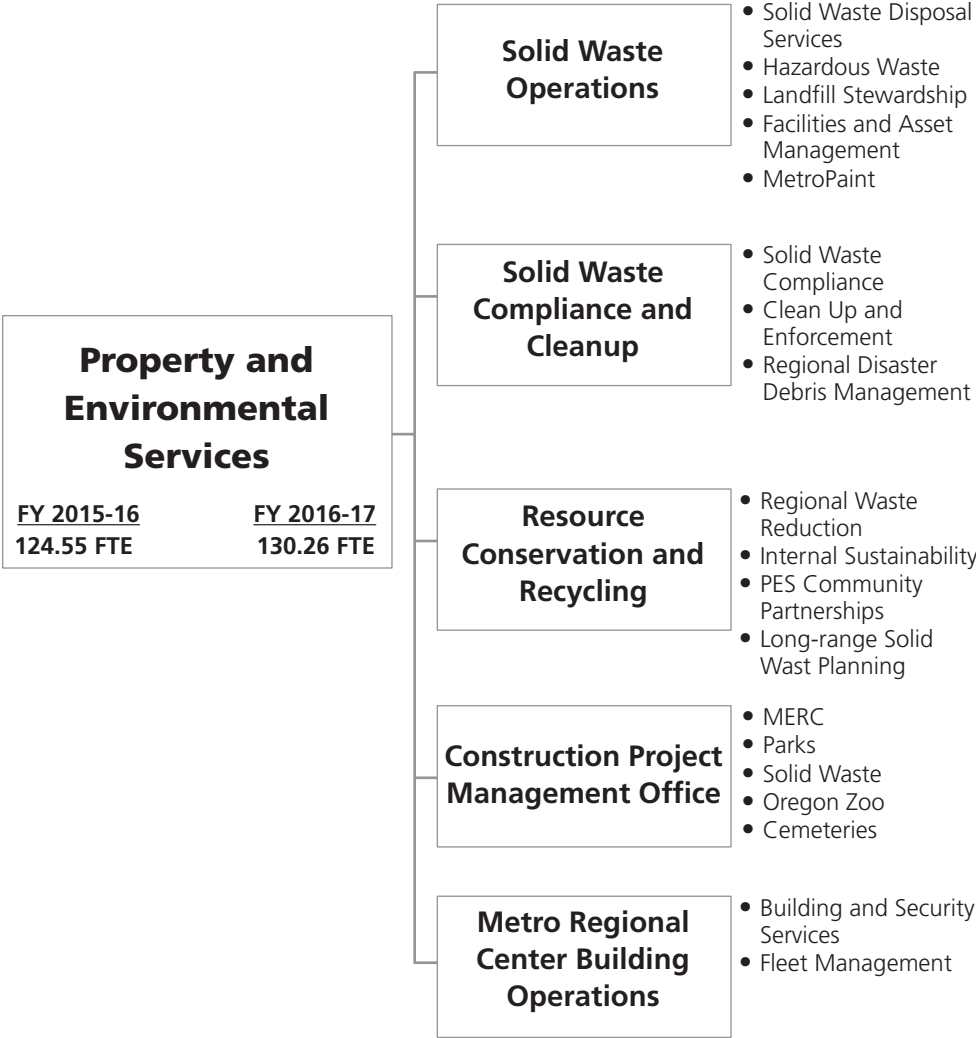 Property and
Environmental
Services
FY 2015-16
FY 2016-17
124.55 FTE
130.26 FTE
Solid Waste
Operations
• Solid Waste Disposal
Services
• Hazardous Waste
• Landfill Stewardship
• Facilities and Asset
Management
• MetroPaint
Solid Waste
Compliance and
Cleanup
• Solid Waste
Compliance
• Clean Up and
Enforcement
• Regional Disaster
Debris Management
Resource
Conservation and
Recycling
• Regional Waste
Reduction
• Internal Sustainability
• PES Community
Partnerships
• Long-range Solid
Wast Planning
Construction Project
Management Office
• MERC
• Parks
• Solid Waste
• Oregon Zoo
• Cemeteries
Metro Regional
Center Building
Operations
• Building and Security
Services
• Fleet Management